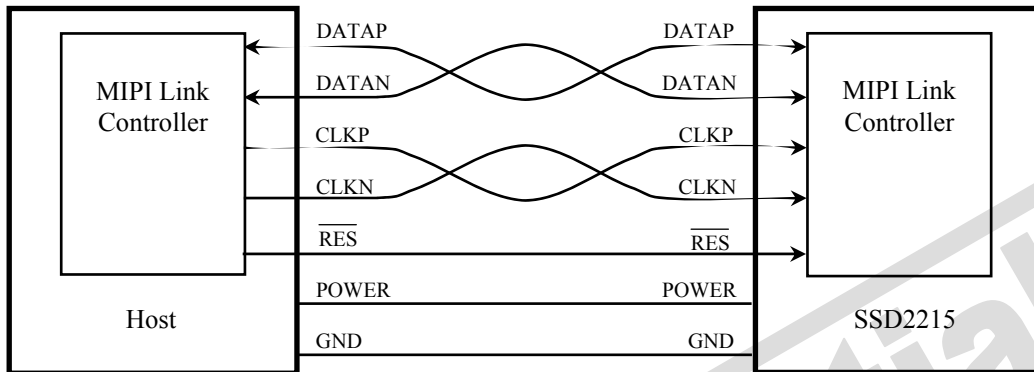 DATAP DATAP
MIPI Link Controller
DATAN DATAN
MIPI Link Controller
CLKP CLKP
CLKN CLKN
RES RES
POWER POWER
Host
SSD2215
GND GND